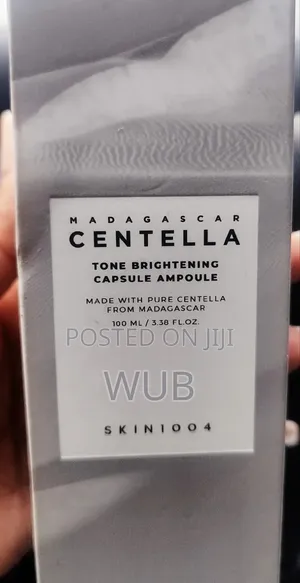 MADAGASCAR
CENTELLA
TONE BRIGHTENING
CAPSULE AMPOULE
MADE WITH PURE CENTELLA
FROM MADAGASCAR
100 ML / 3.38 FL.OZ.
POSTED ON JIJI
WUB
SKIN1004